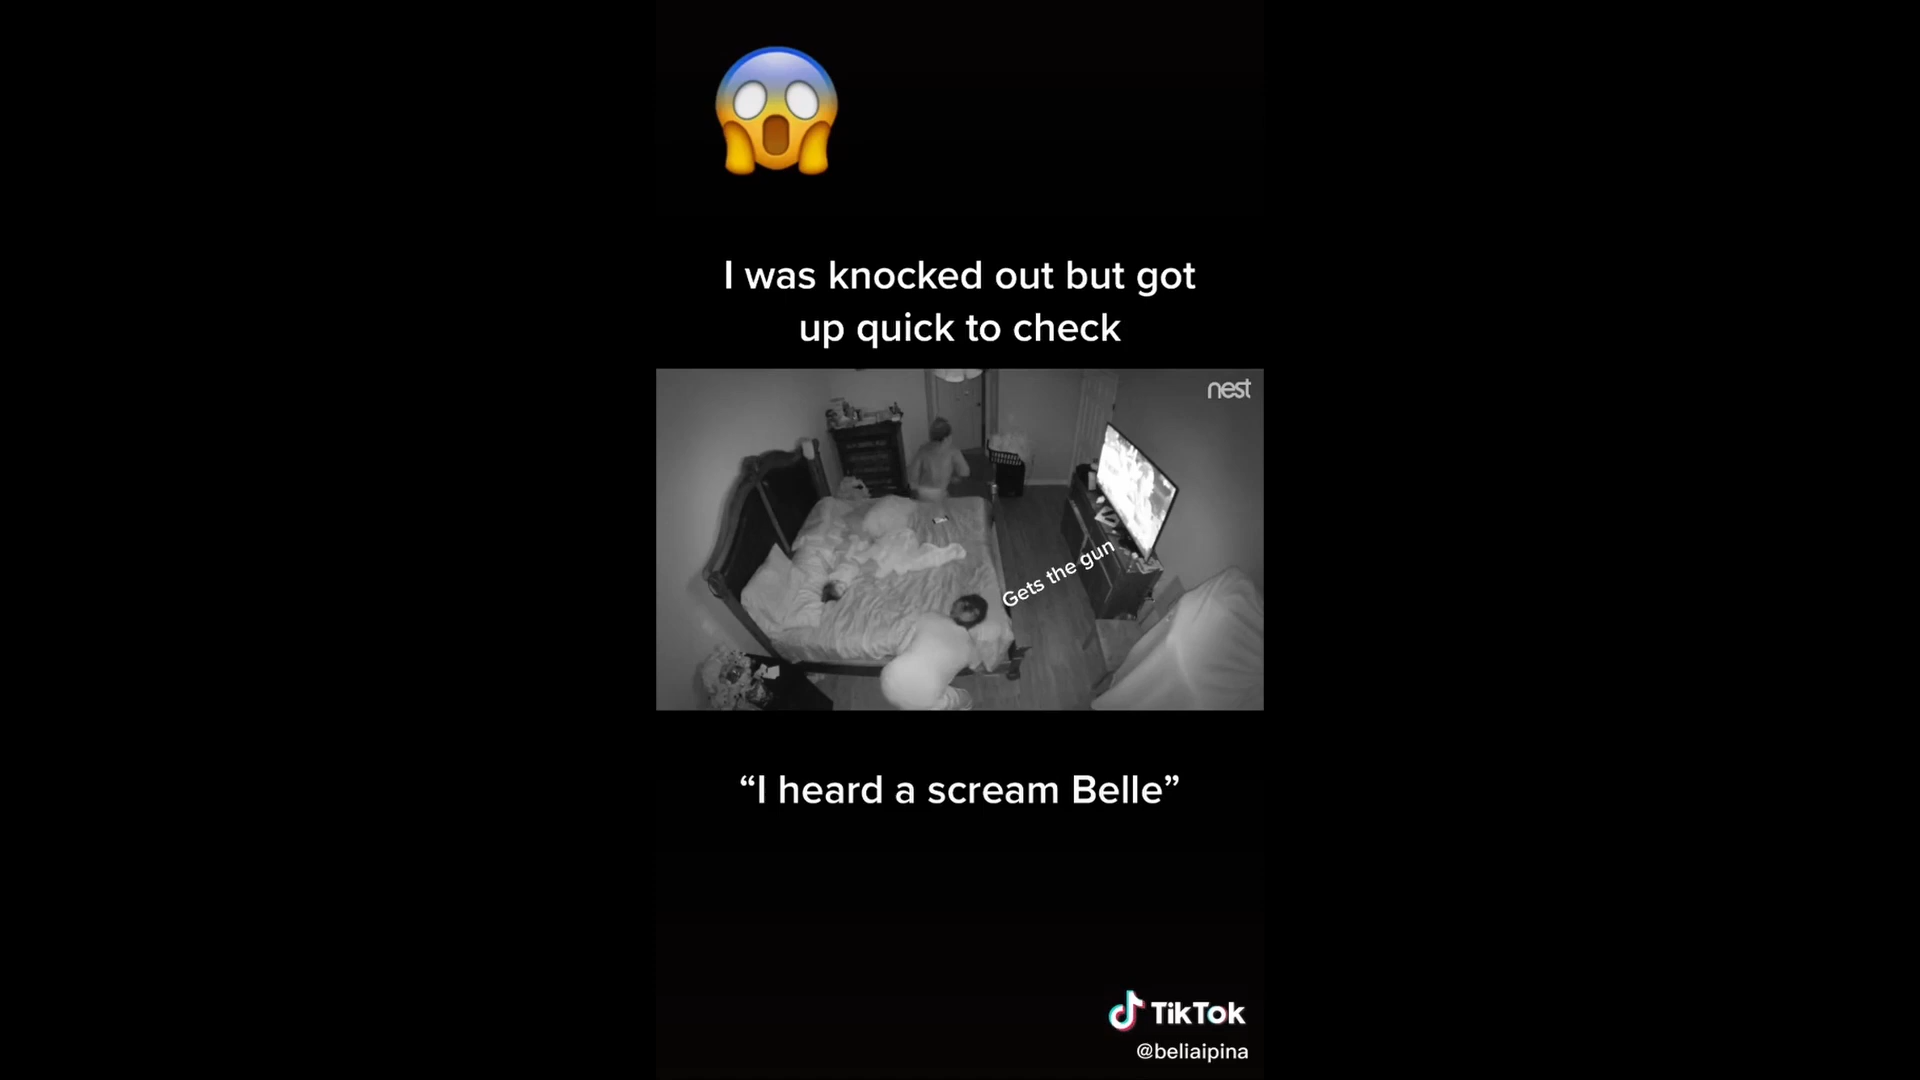 I was knocked out but got
up quick to check
nest
Gets the gun
“I heard a scream Belle”
TikTok
@beliaipina